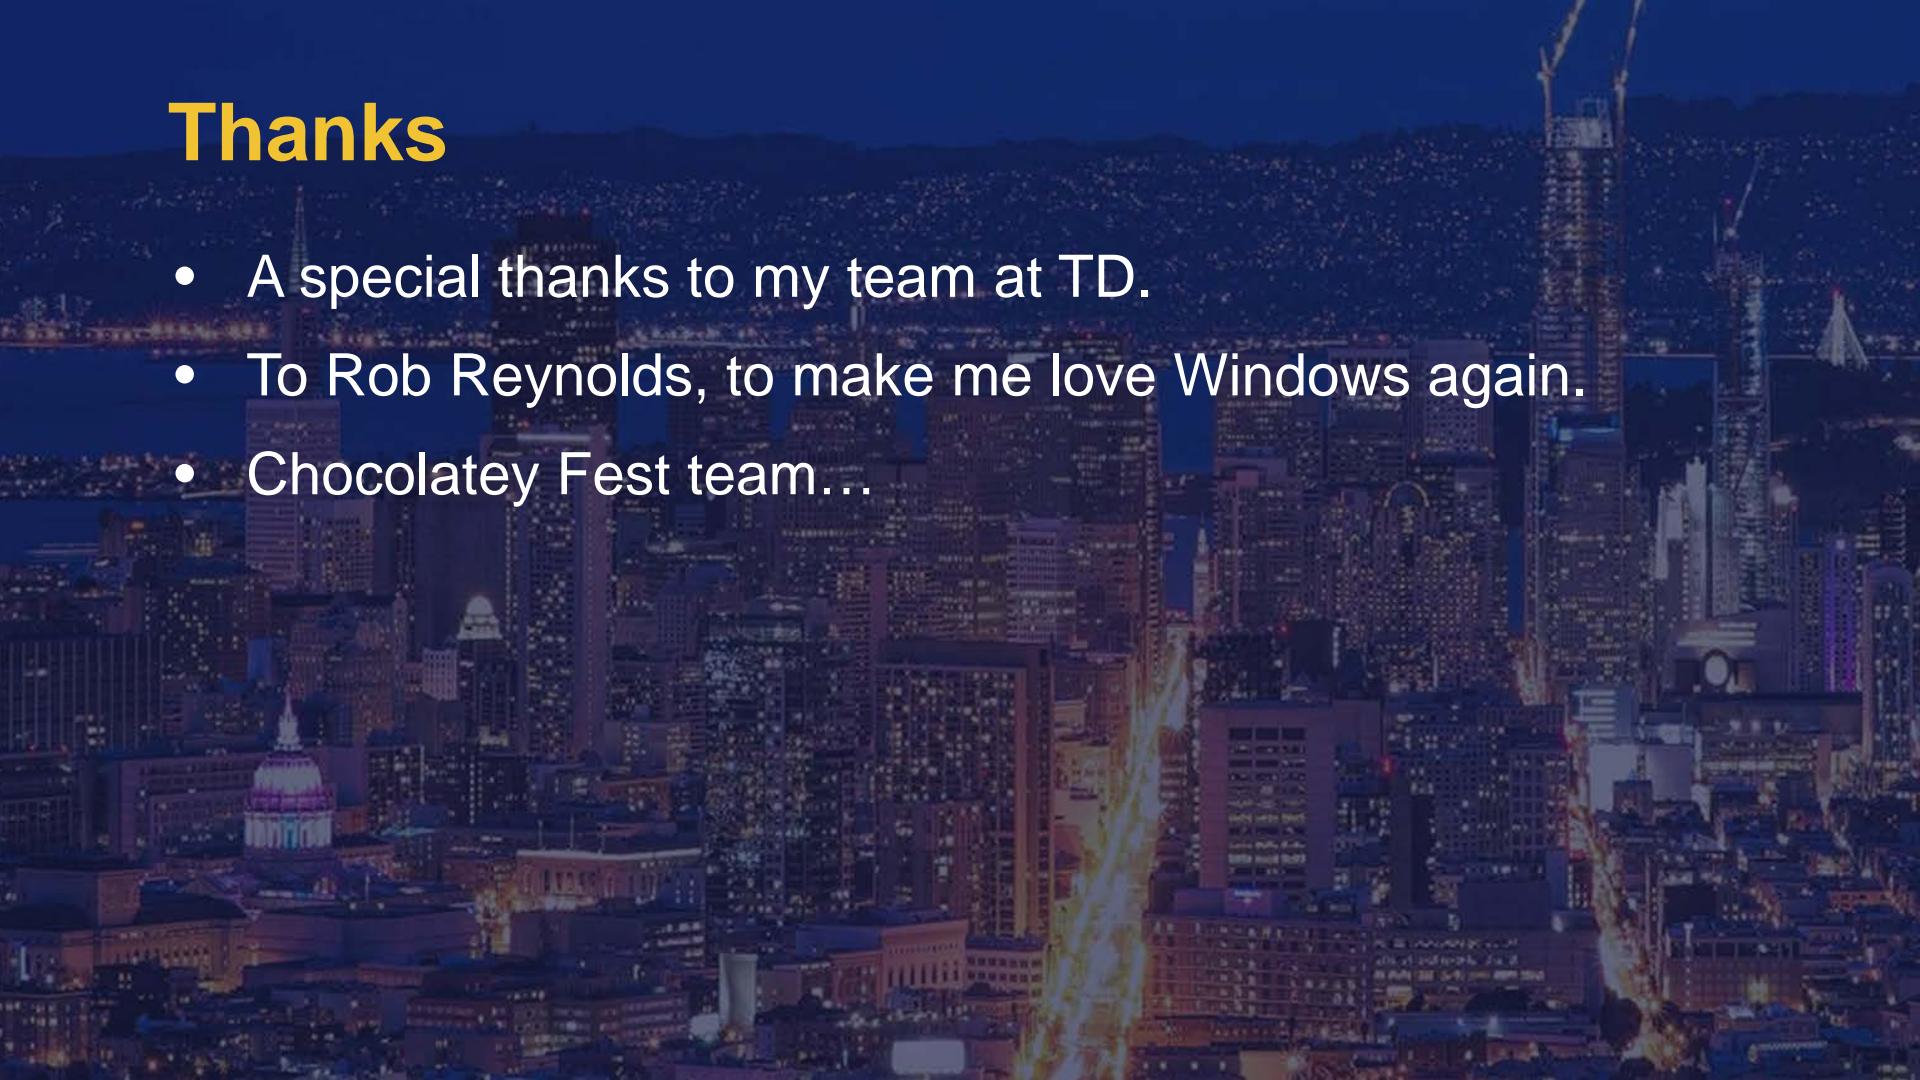 Thanks
• A special thanks to my team at TD.
• To Rob Reynolds, to make me love Windows again.
• Chocolatey Fest team…